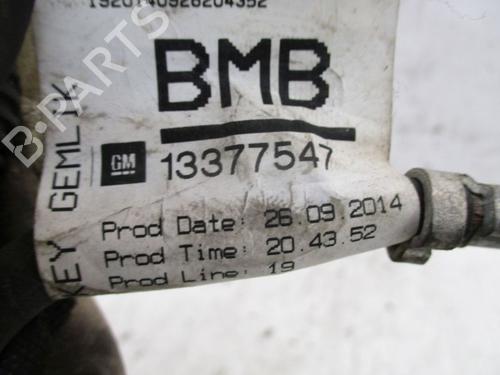 1920140926204352
BMB
GM 13377547
Prod Date: 26.09.2014
Prod Time: 20.43.52
Prod Line: 19
KEY GEMLIK
B-PARTS